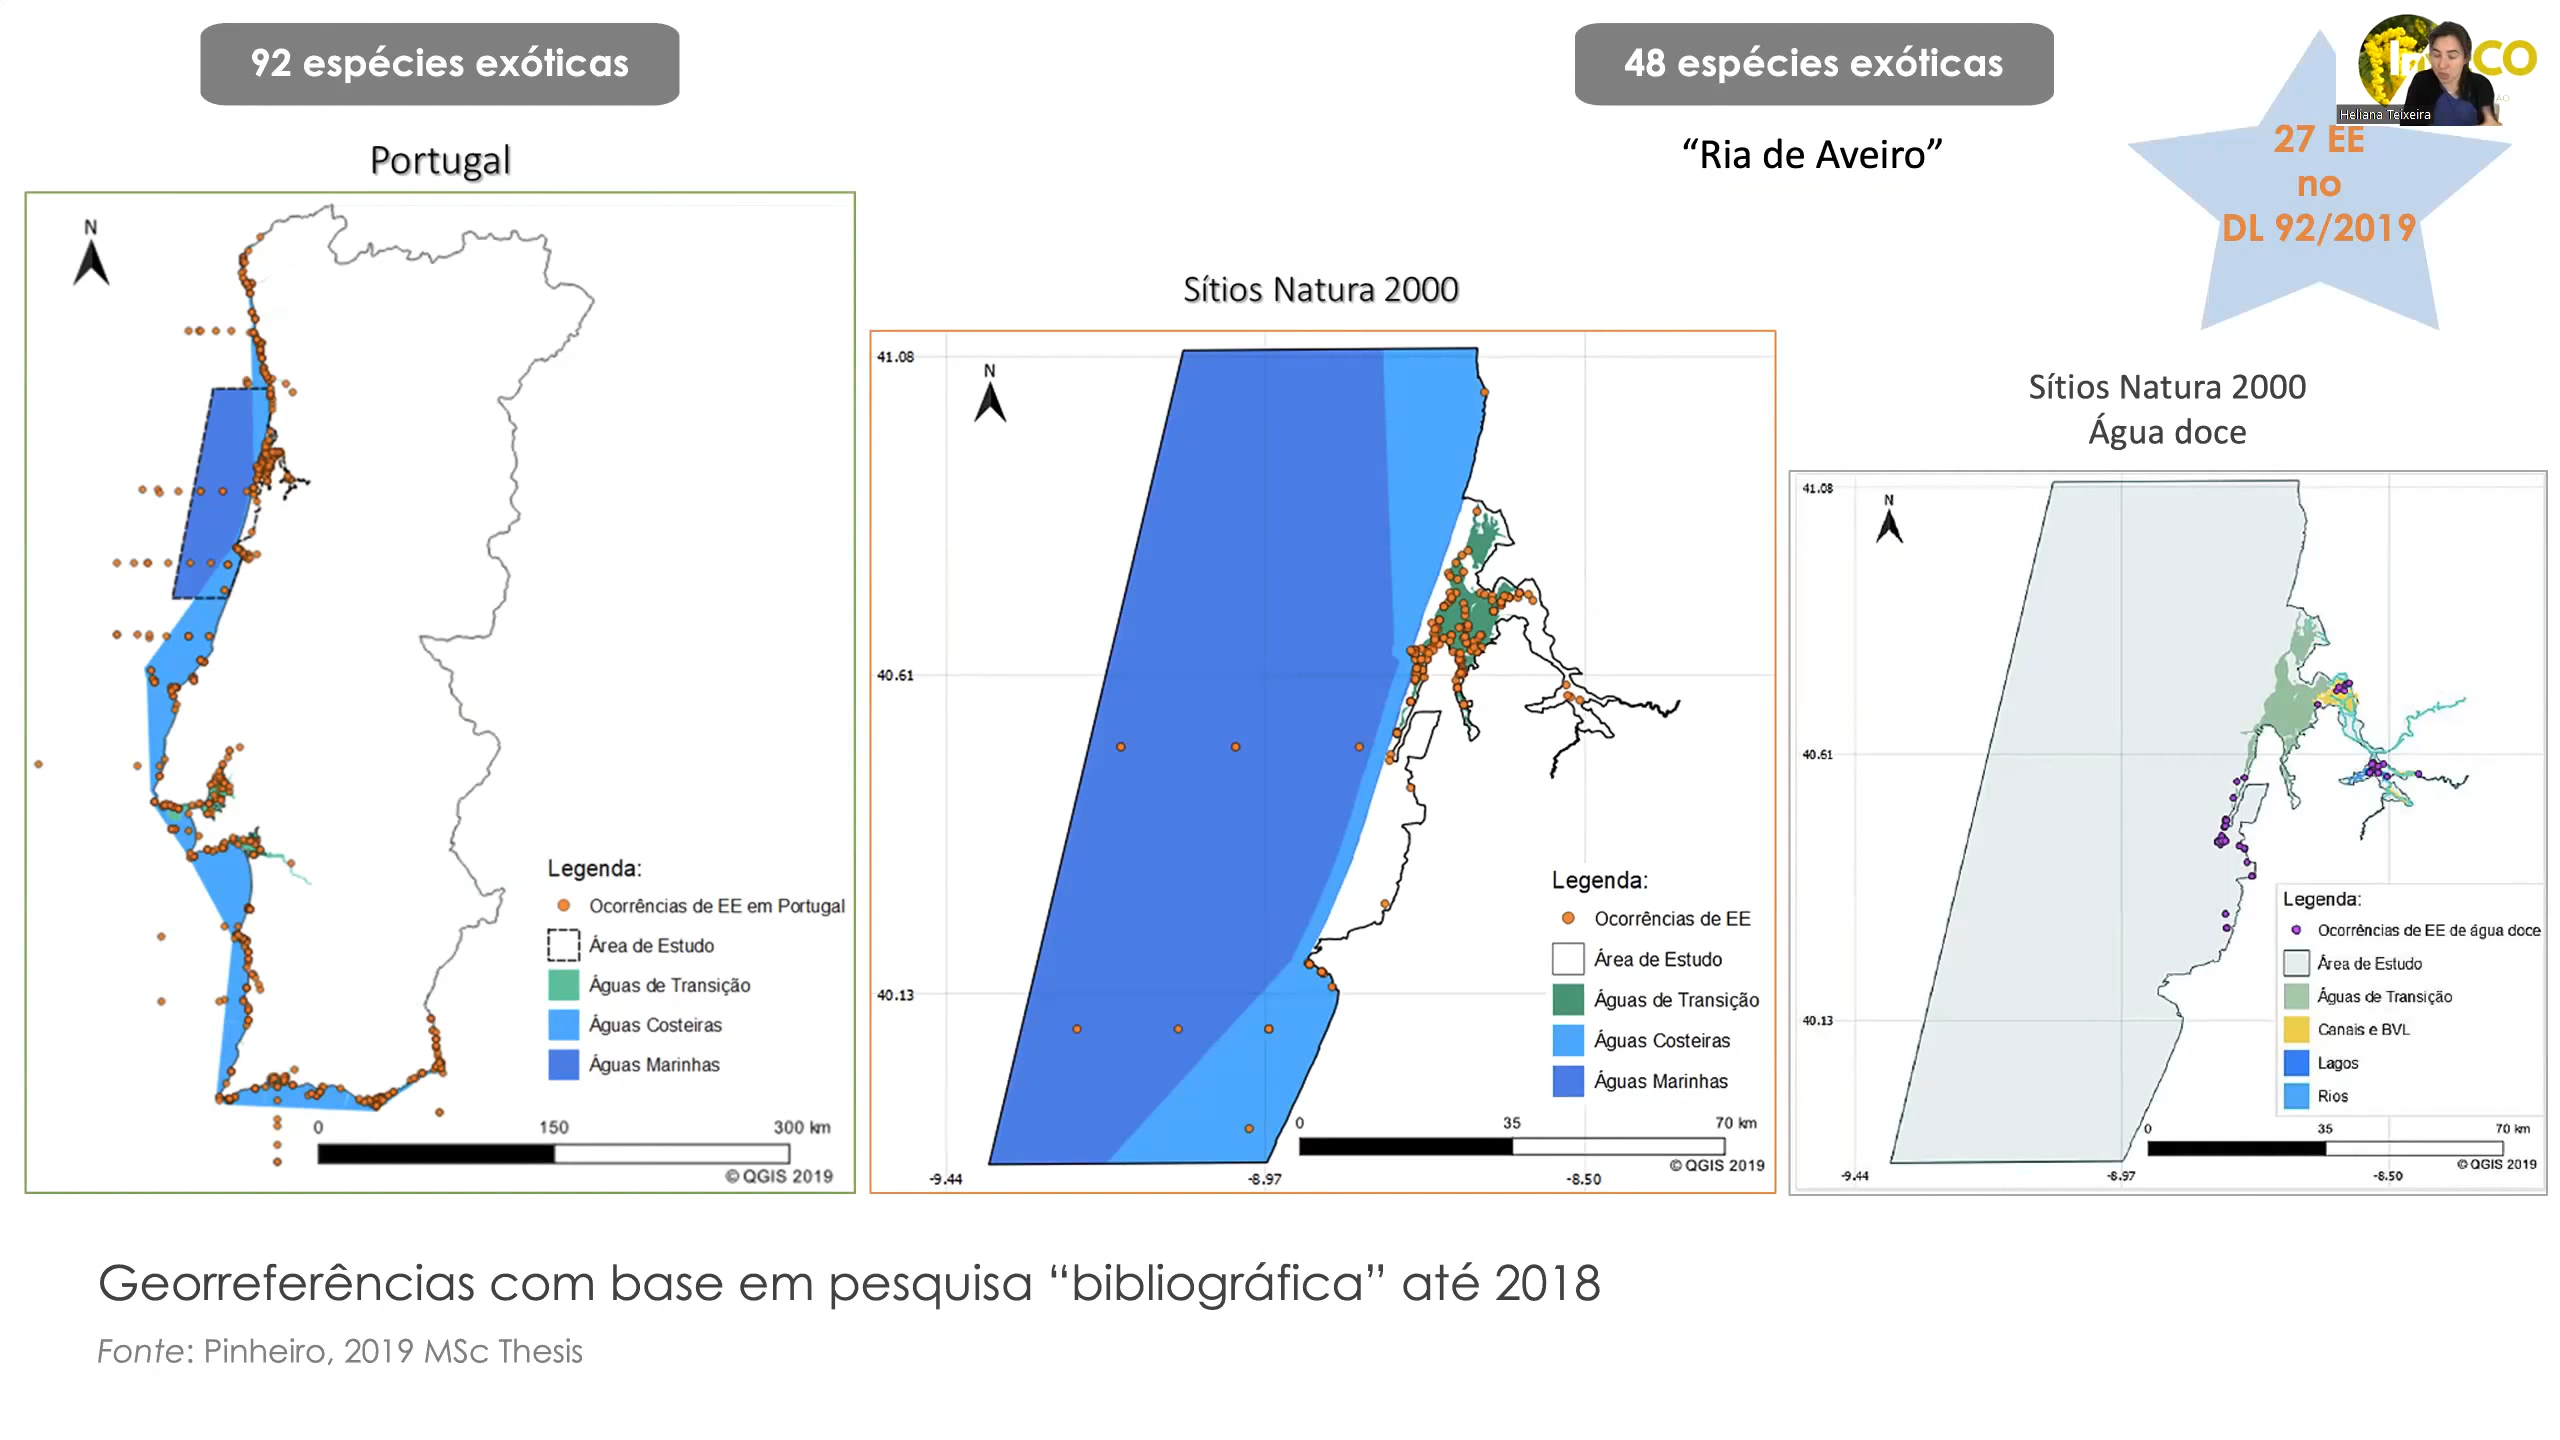 92 espécies exóticas
48 espécies exóticas
CO
Heliana Teixeira
Portugal
“Ria de Aveiro”
27 EE
no
DL 92/2019
N
Legenda:
Ocorrências de EE em Portugal
Área de Estudo
Águas de Transição
Águas Costeiras
Águas Marinhas
0 150 300 km
© QGIS 2019
Sítios Natura 2000
41.08
N
40.61
40.13
Legenda:
Ocorrências de EE
Área de Estudo
Águas de Transição
Águas Costeiras
Águas Marinhas
0 35 70 km
© QGIS 2019
-9.44 -8.97 -8.50
Sítios Natura 2000
Água doce
41.08
N
40.61
40.13
Legenda:
Ocorrências de EE de água doce
Área de Estudo
Águas de Transição
Canais e BVL
Lagos
Rios
0 35 70 km
© QGIS 2019
-9.44 -8.97 -8.50
Georreferências com base em pesquisa “bibliográfica” até 2018
Fonte: Pinheiro, 2019 MSc Thesis